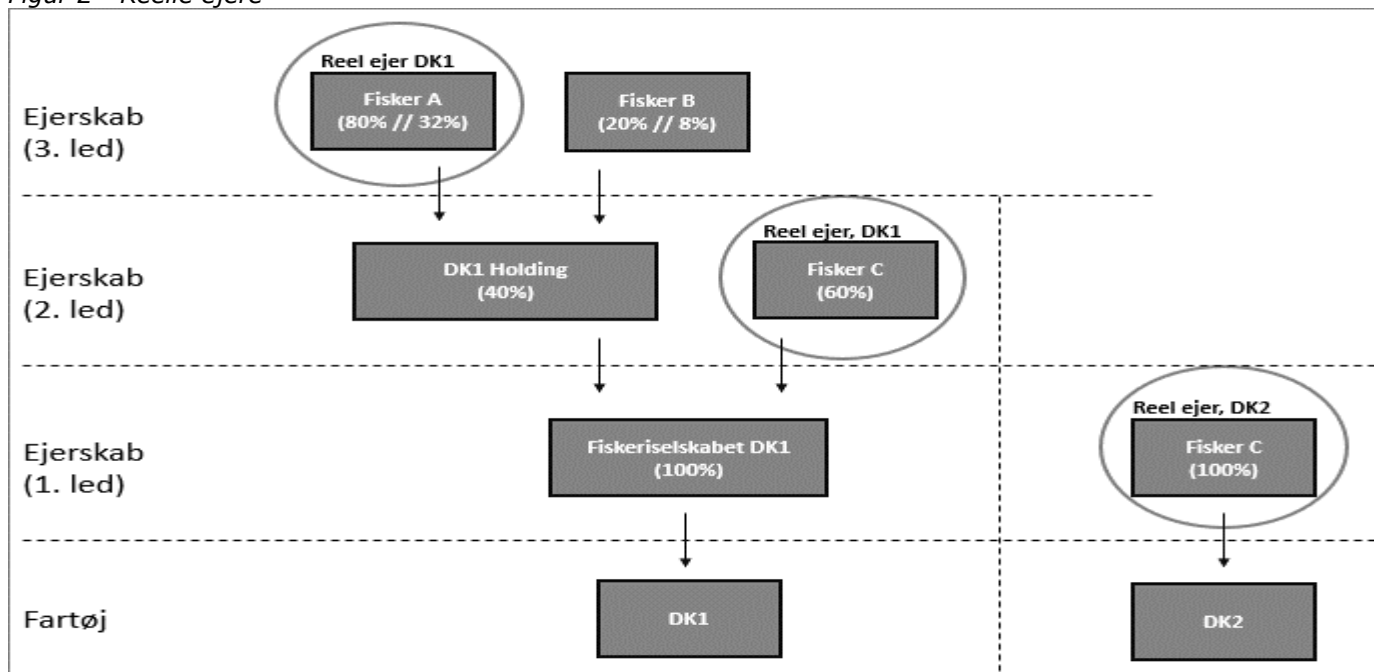 Figur 2 - Reelle ejere
Reel ejer DK1
Ejerskab
(3. led)
Fisker A
(80% // 32%)
Fisker B
(20% // 8%)
Reel ejer, DK1
Ejerskab
(2. led)
DK1 Holding
(40%)
Fisker C
(60%)
Reel ejer, DK2
Ejerskab
(1. led)
Fiskeriselskabet DK1
(100%)
Fisker C
(100%)
Fartøj
DK1
DK2